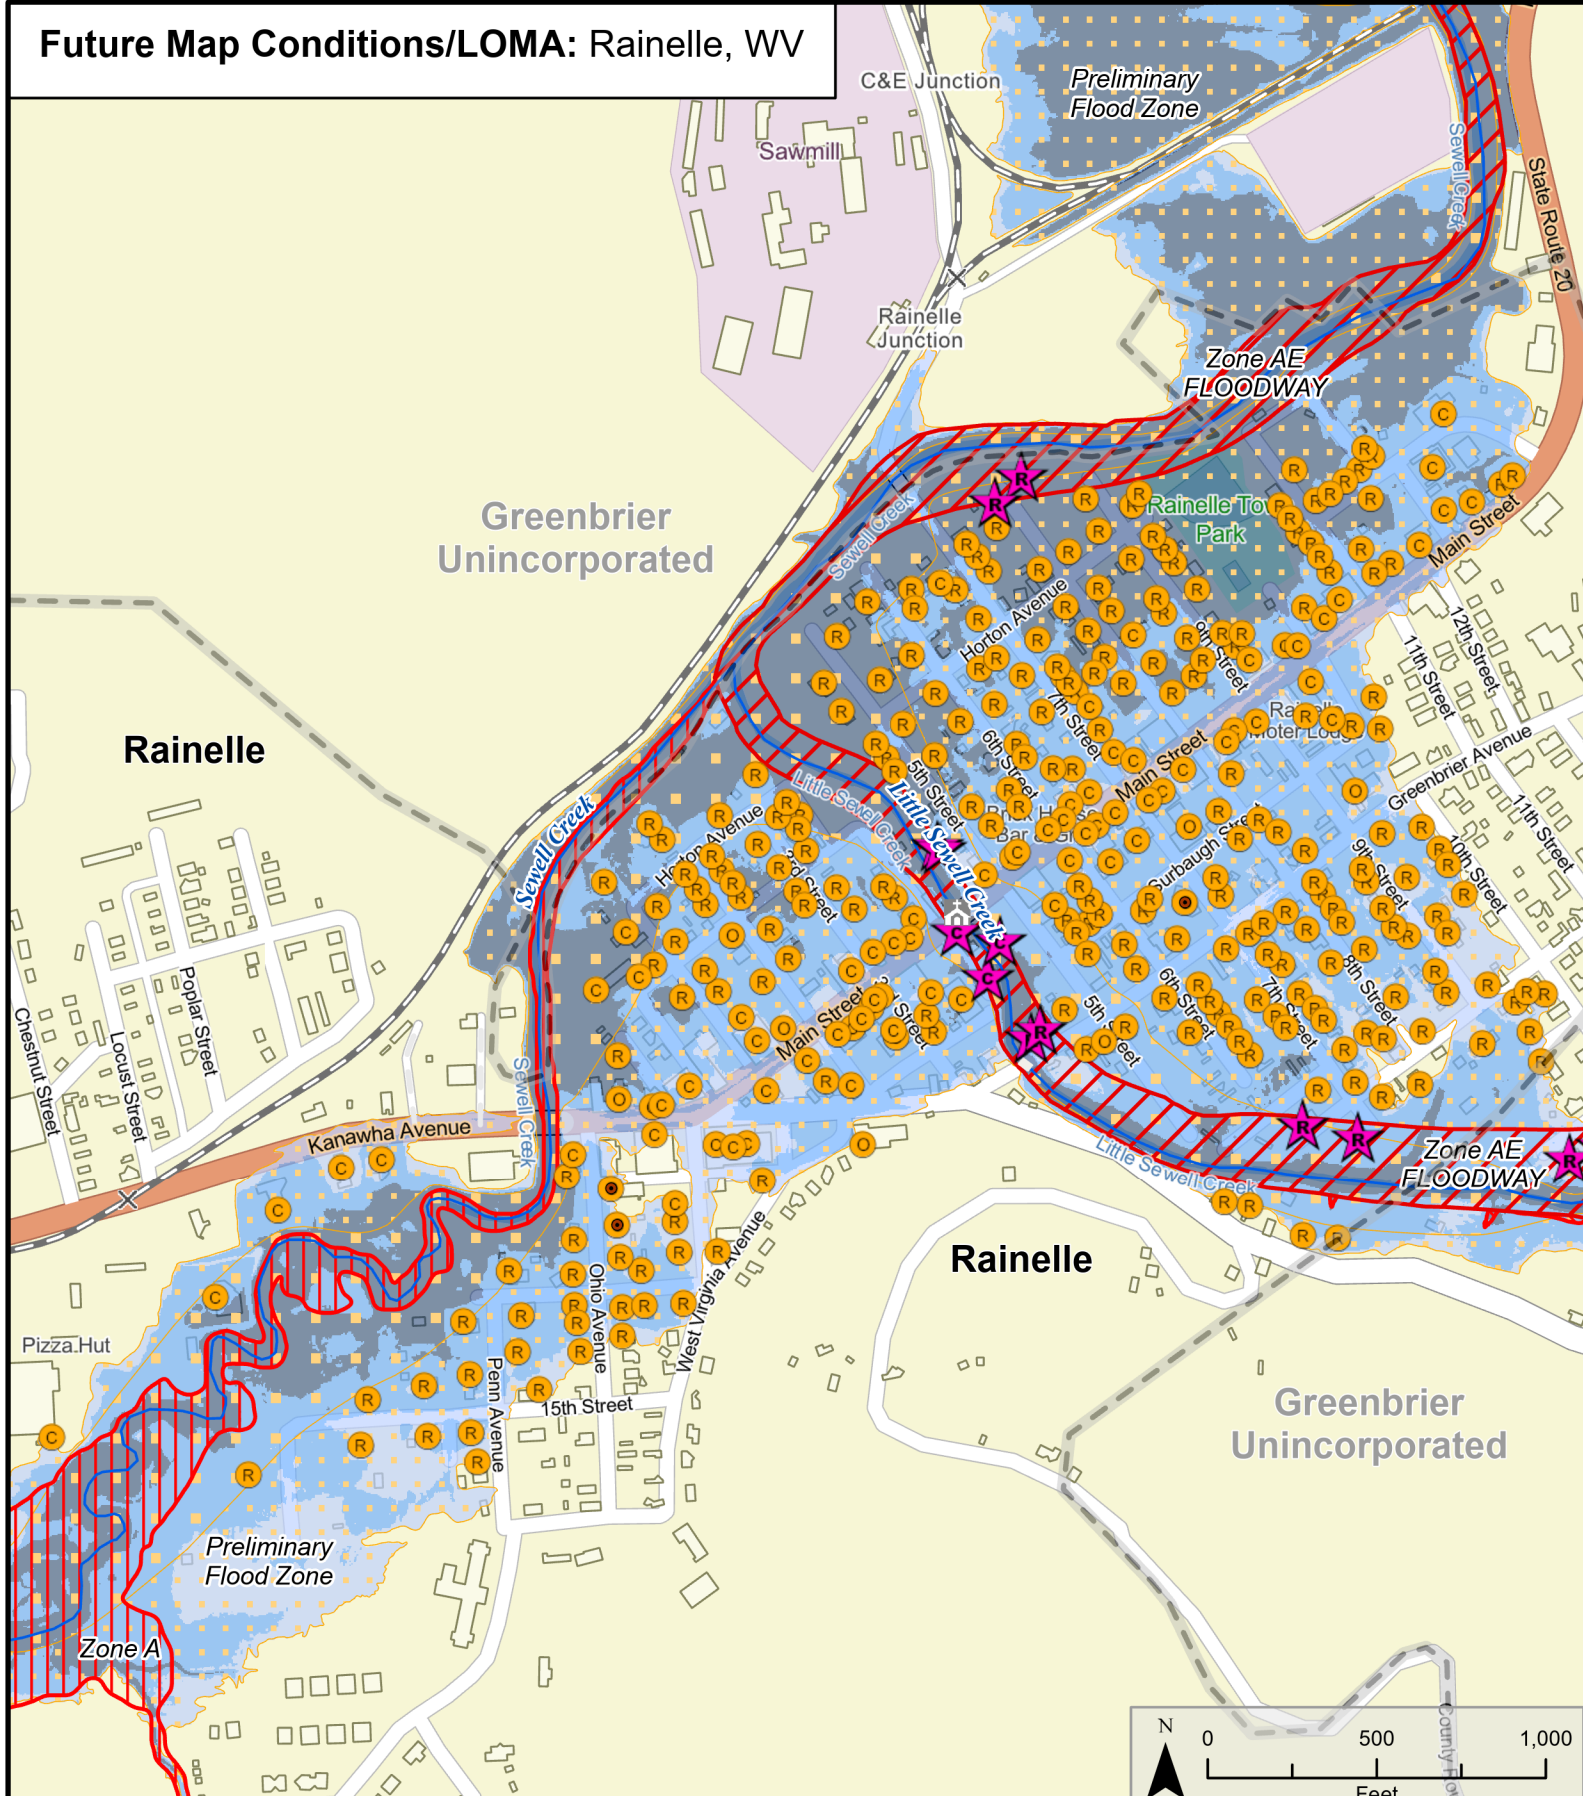 Future Map Conditions/LOMA: Rainelle, WV
C&E Junction
Preliminary
Flood Zone
Sawmill
Sewell Creek
State Route 20
Rainelle
Junction
Zone AE
FLOODWAY
Greenbrier
Unincorporated
Sewell Creek
Park
Main Street
Horton Avenue
9th Street
12th Street
11th Street
7th Street
6th Street
5th Street
Main Street
Greenbrier Avenue
11th Street
10th Street
9th Street
8th Street
Rainelle
Sewell Creek
Horton Avenue
3rd Street
Little Sewell Creek
Little Sewel Creek
6th Street
7th Street
5th Street
Main Street
Poplar Street
Locust Street
Chestnut Street
Sewell Creek
Kanawha Avenue
Little Sewell Creek
Zone AE
FLOODWAY
Rainelle
Ohio Avenue
West Virginia Avenue
Penn Avenue
15th Street
Pizza Hut
Greenbrier
Unincorporated
Preliminary
Flood Zone
Zone A
N
0 500 1,000
Feet